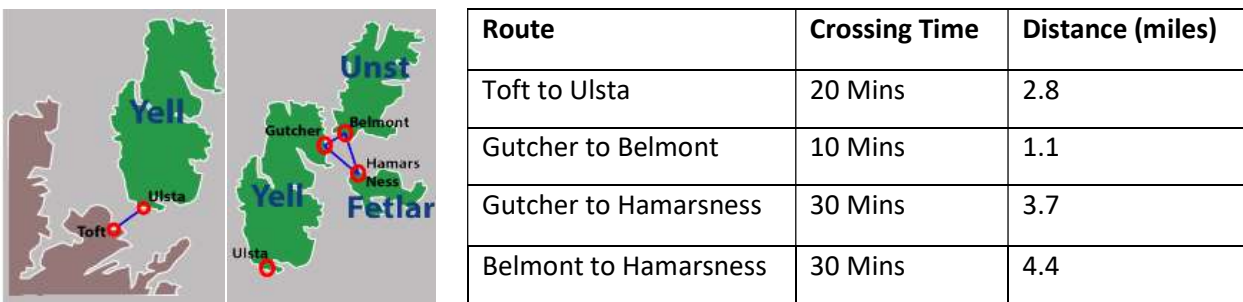 Yell
Ulsta
Toft
Unst
Gutcher
Belmont
Hamars
Ness
Yell
Fetlar
Ulsta
Route Crossing Time Distance (miles)
Toft to Ulsta 20 Mins 2.8
Gutcher to Belmont 10 Mins 1.1
Gutcher to Hamarsness 30 Mins 3.7
Belmont to Hamarsness 30 Mins 4.4